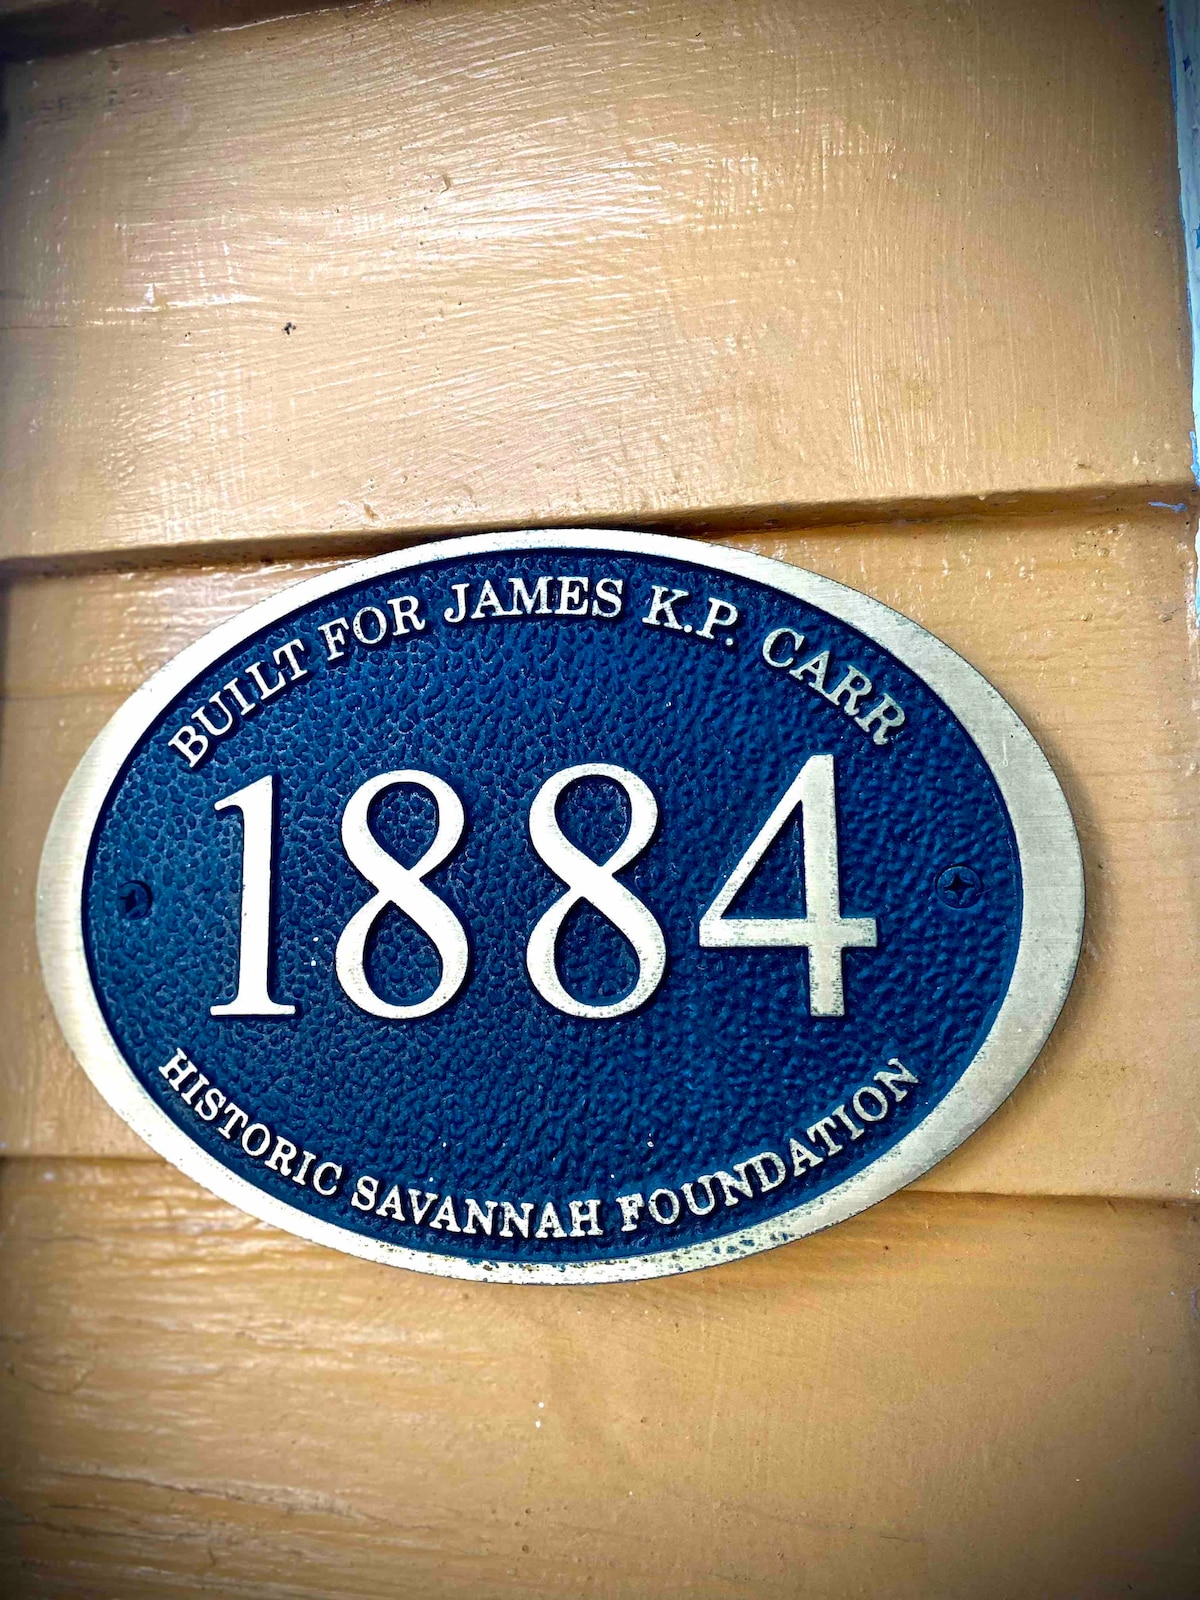 BUILT FOR JAMES K.P. CARR
1884
HISTORIC SAVANNAH FOUNDATION